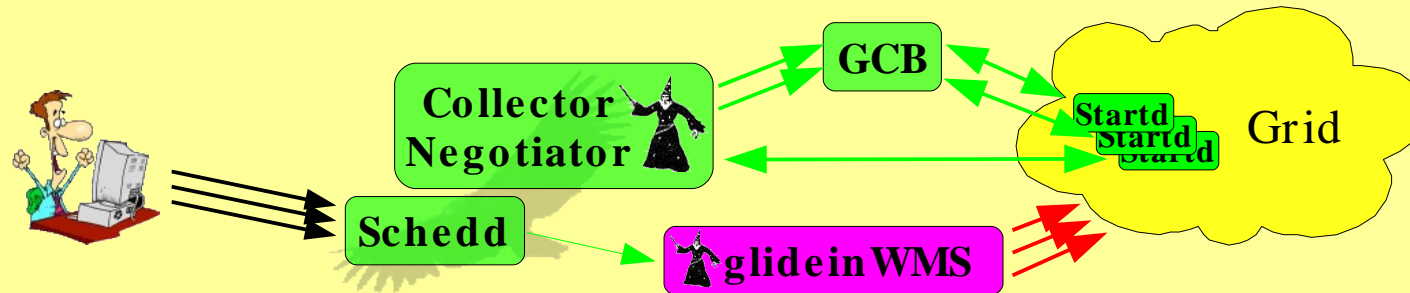 GCB
Collector
Negotiator
Startd
Startd
Startd
Grid
Schedd
glideinWMS